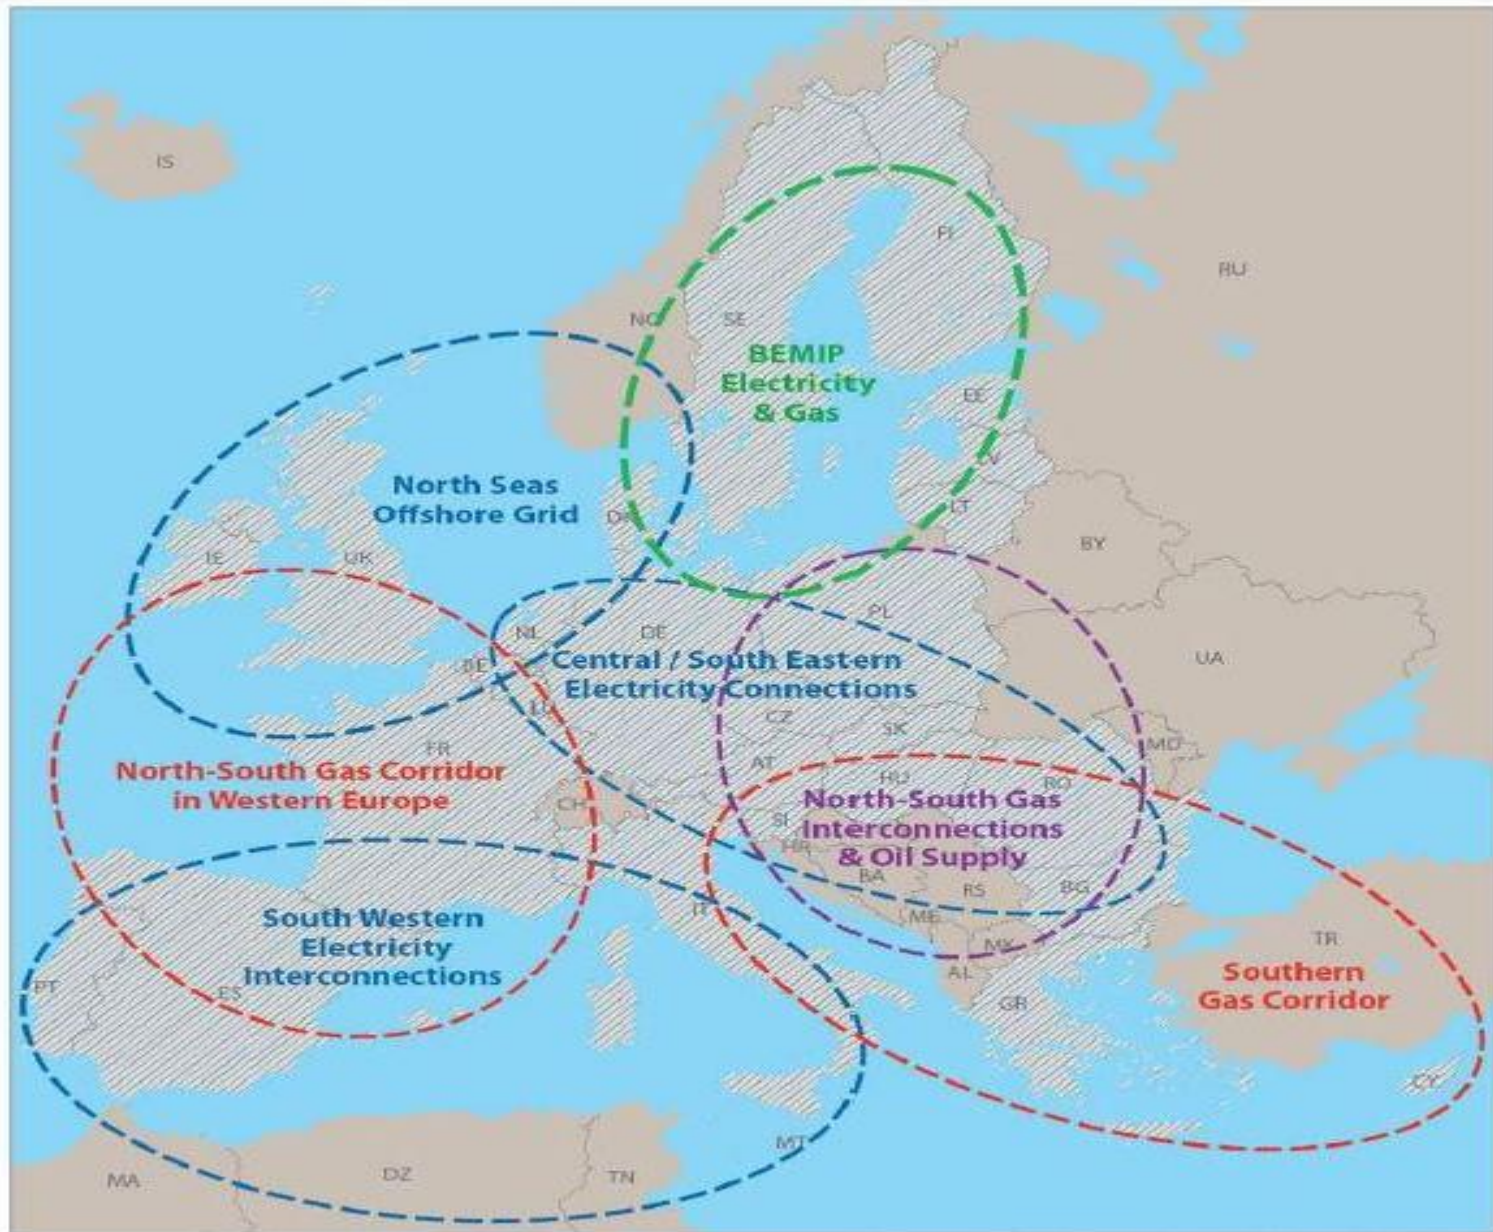 IS
FI
RU
NO
SE
BEMIP
Electricity
& Gas
EE
LV
LT
North Seas
Offshore Grid
DK
IE
UK
BY
PL
NL
DE
BE
Central / South Eastern
Electricity Connections
UA
LU
CZ
SK
FR
AT
MD
North-South Gas Corridor
in Western Europe
HU
RO
CH
North-South Gas
Interconnections
& Oil Supply
SI
HR
BA
RS
BG
IT
ME
MK
South Western
Electricity
Interconnections
TR
AL
Southern
Gas Corridor
PT
ES
GR
CY
MT
MA
DZ
TN